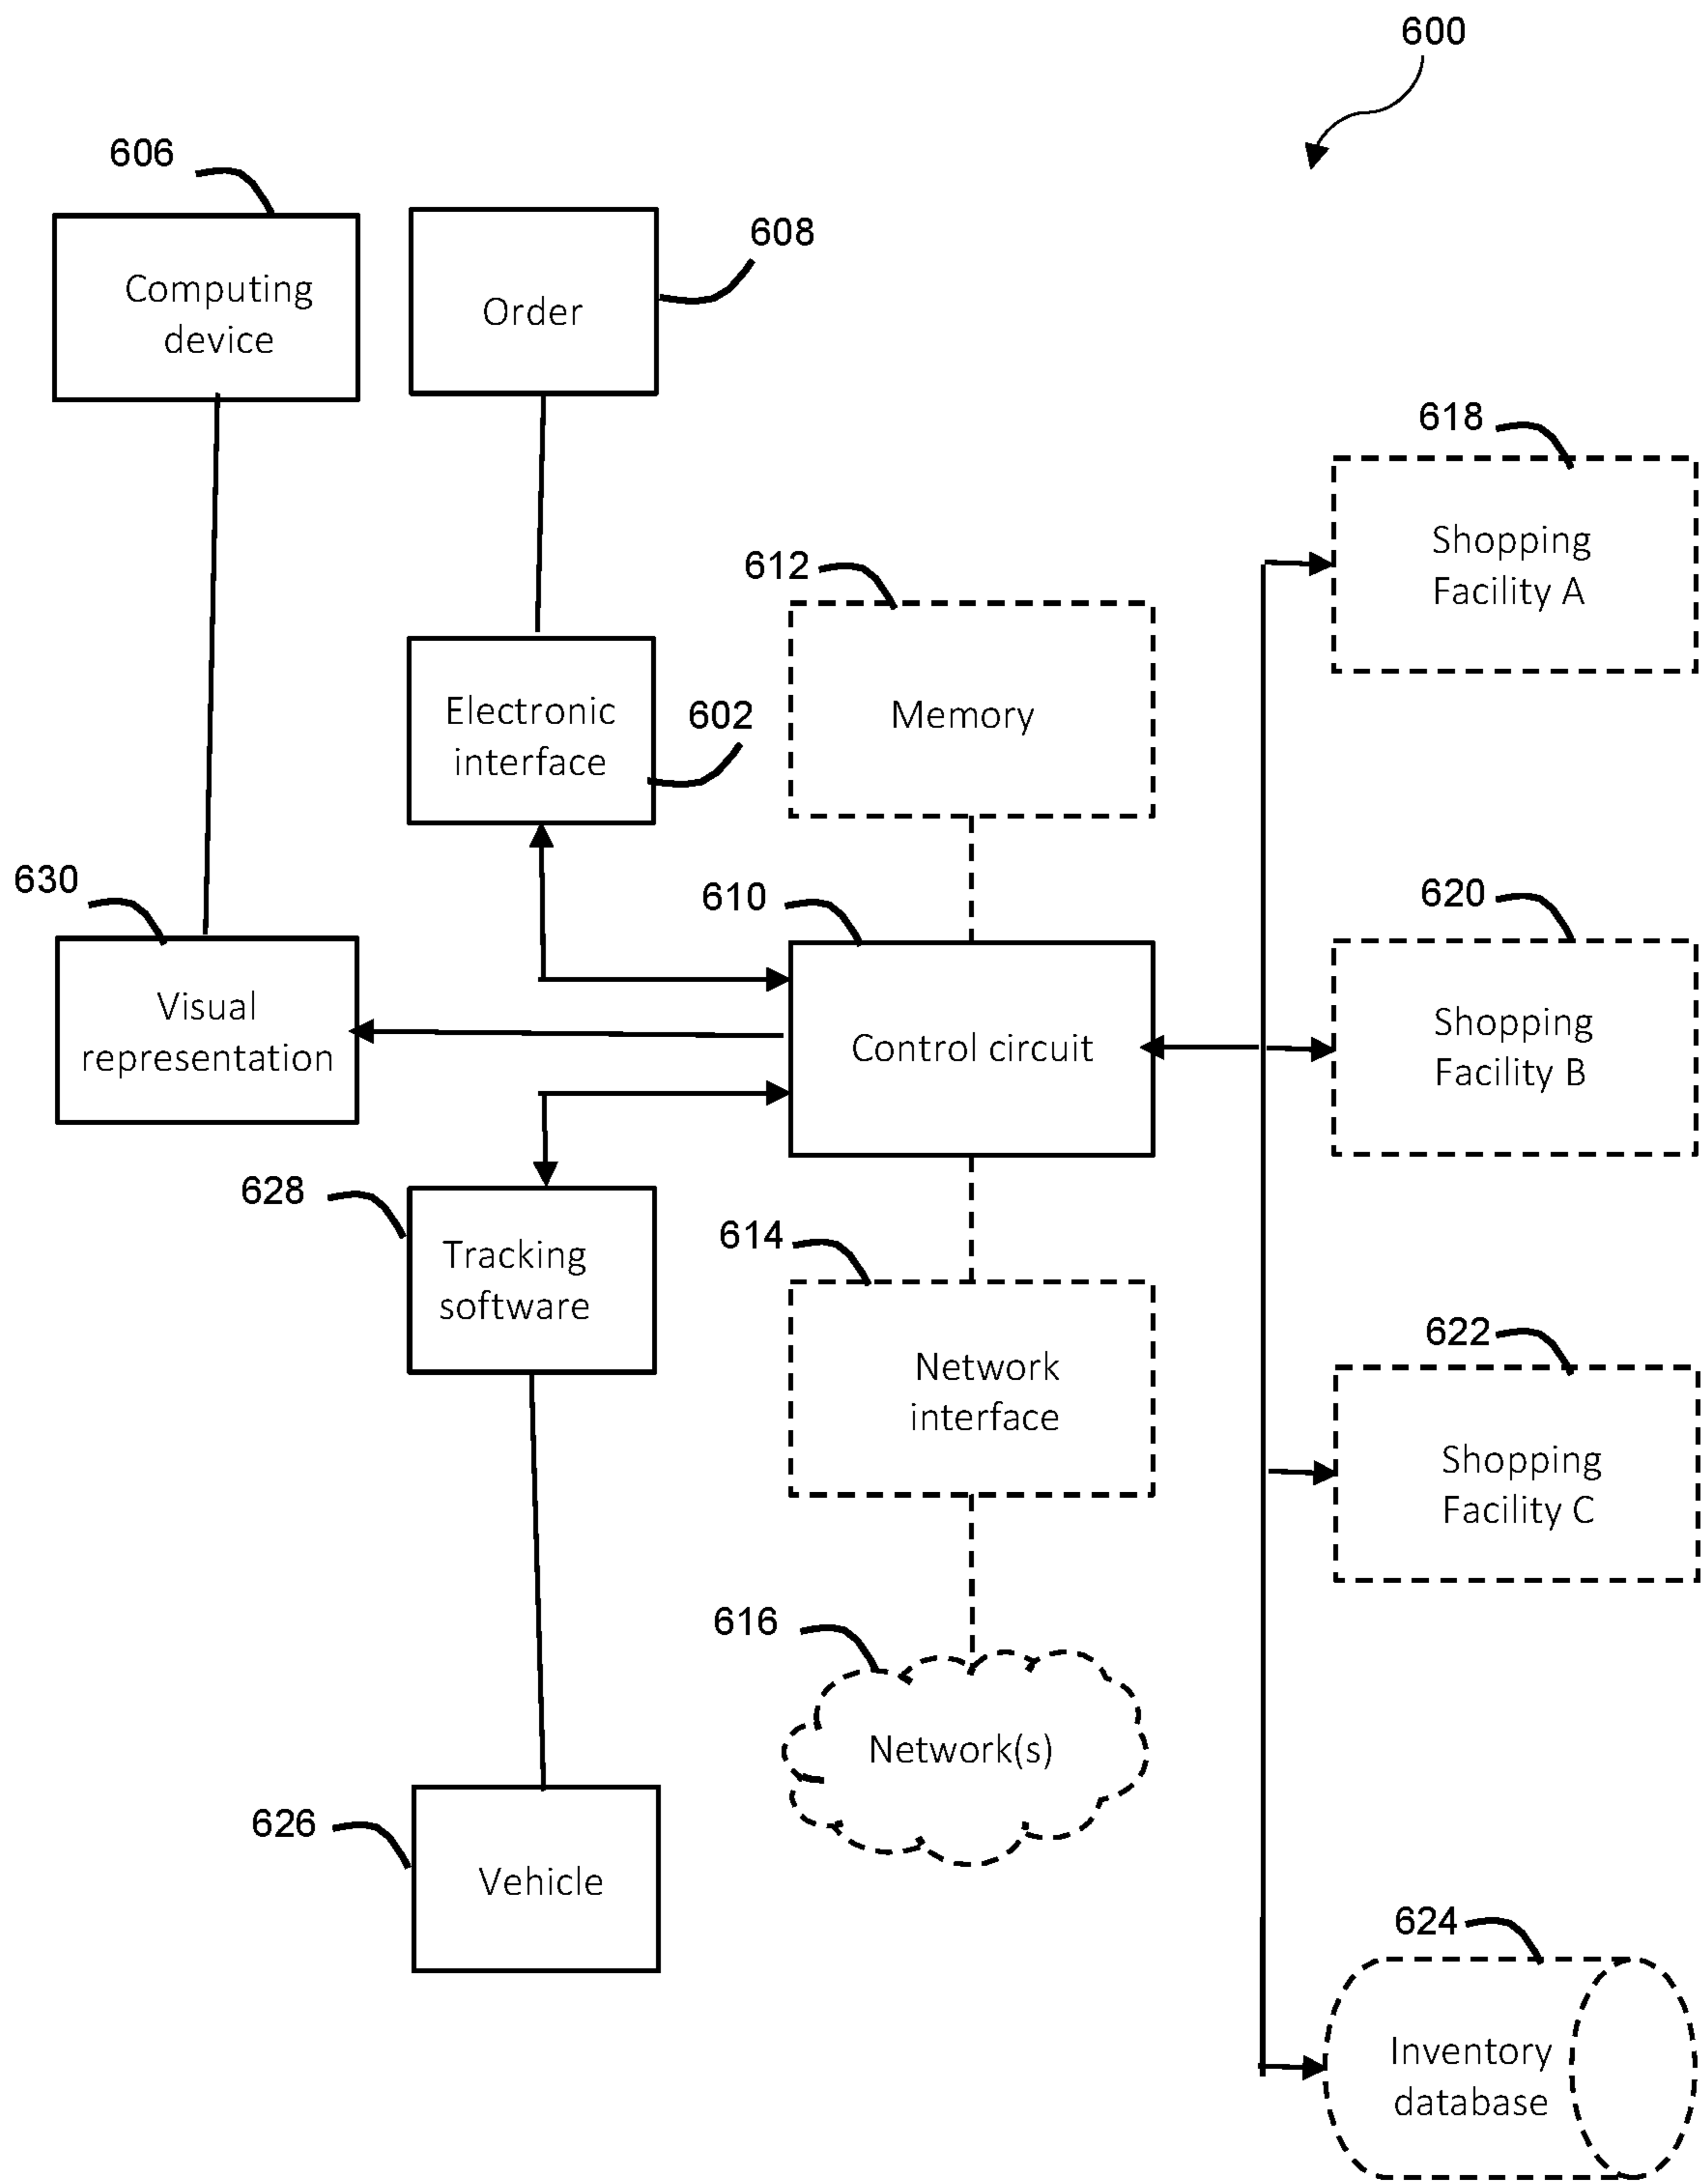 600
606
608
Computing
device
Order
618
Shopping
Facility A
612
Electronic
interface
602
Memory
630
610
620
Visual
representation
Control circuit
Shopping
Facility B
628
614
Tracking
software
622
Network
interface
Shopping
Facility C
616
Network(s)
626
Vehicle
624
Inventory
database